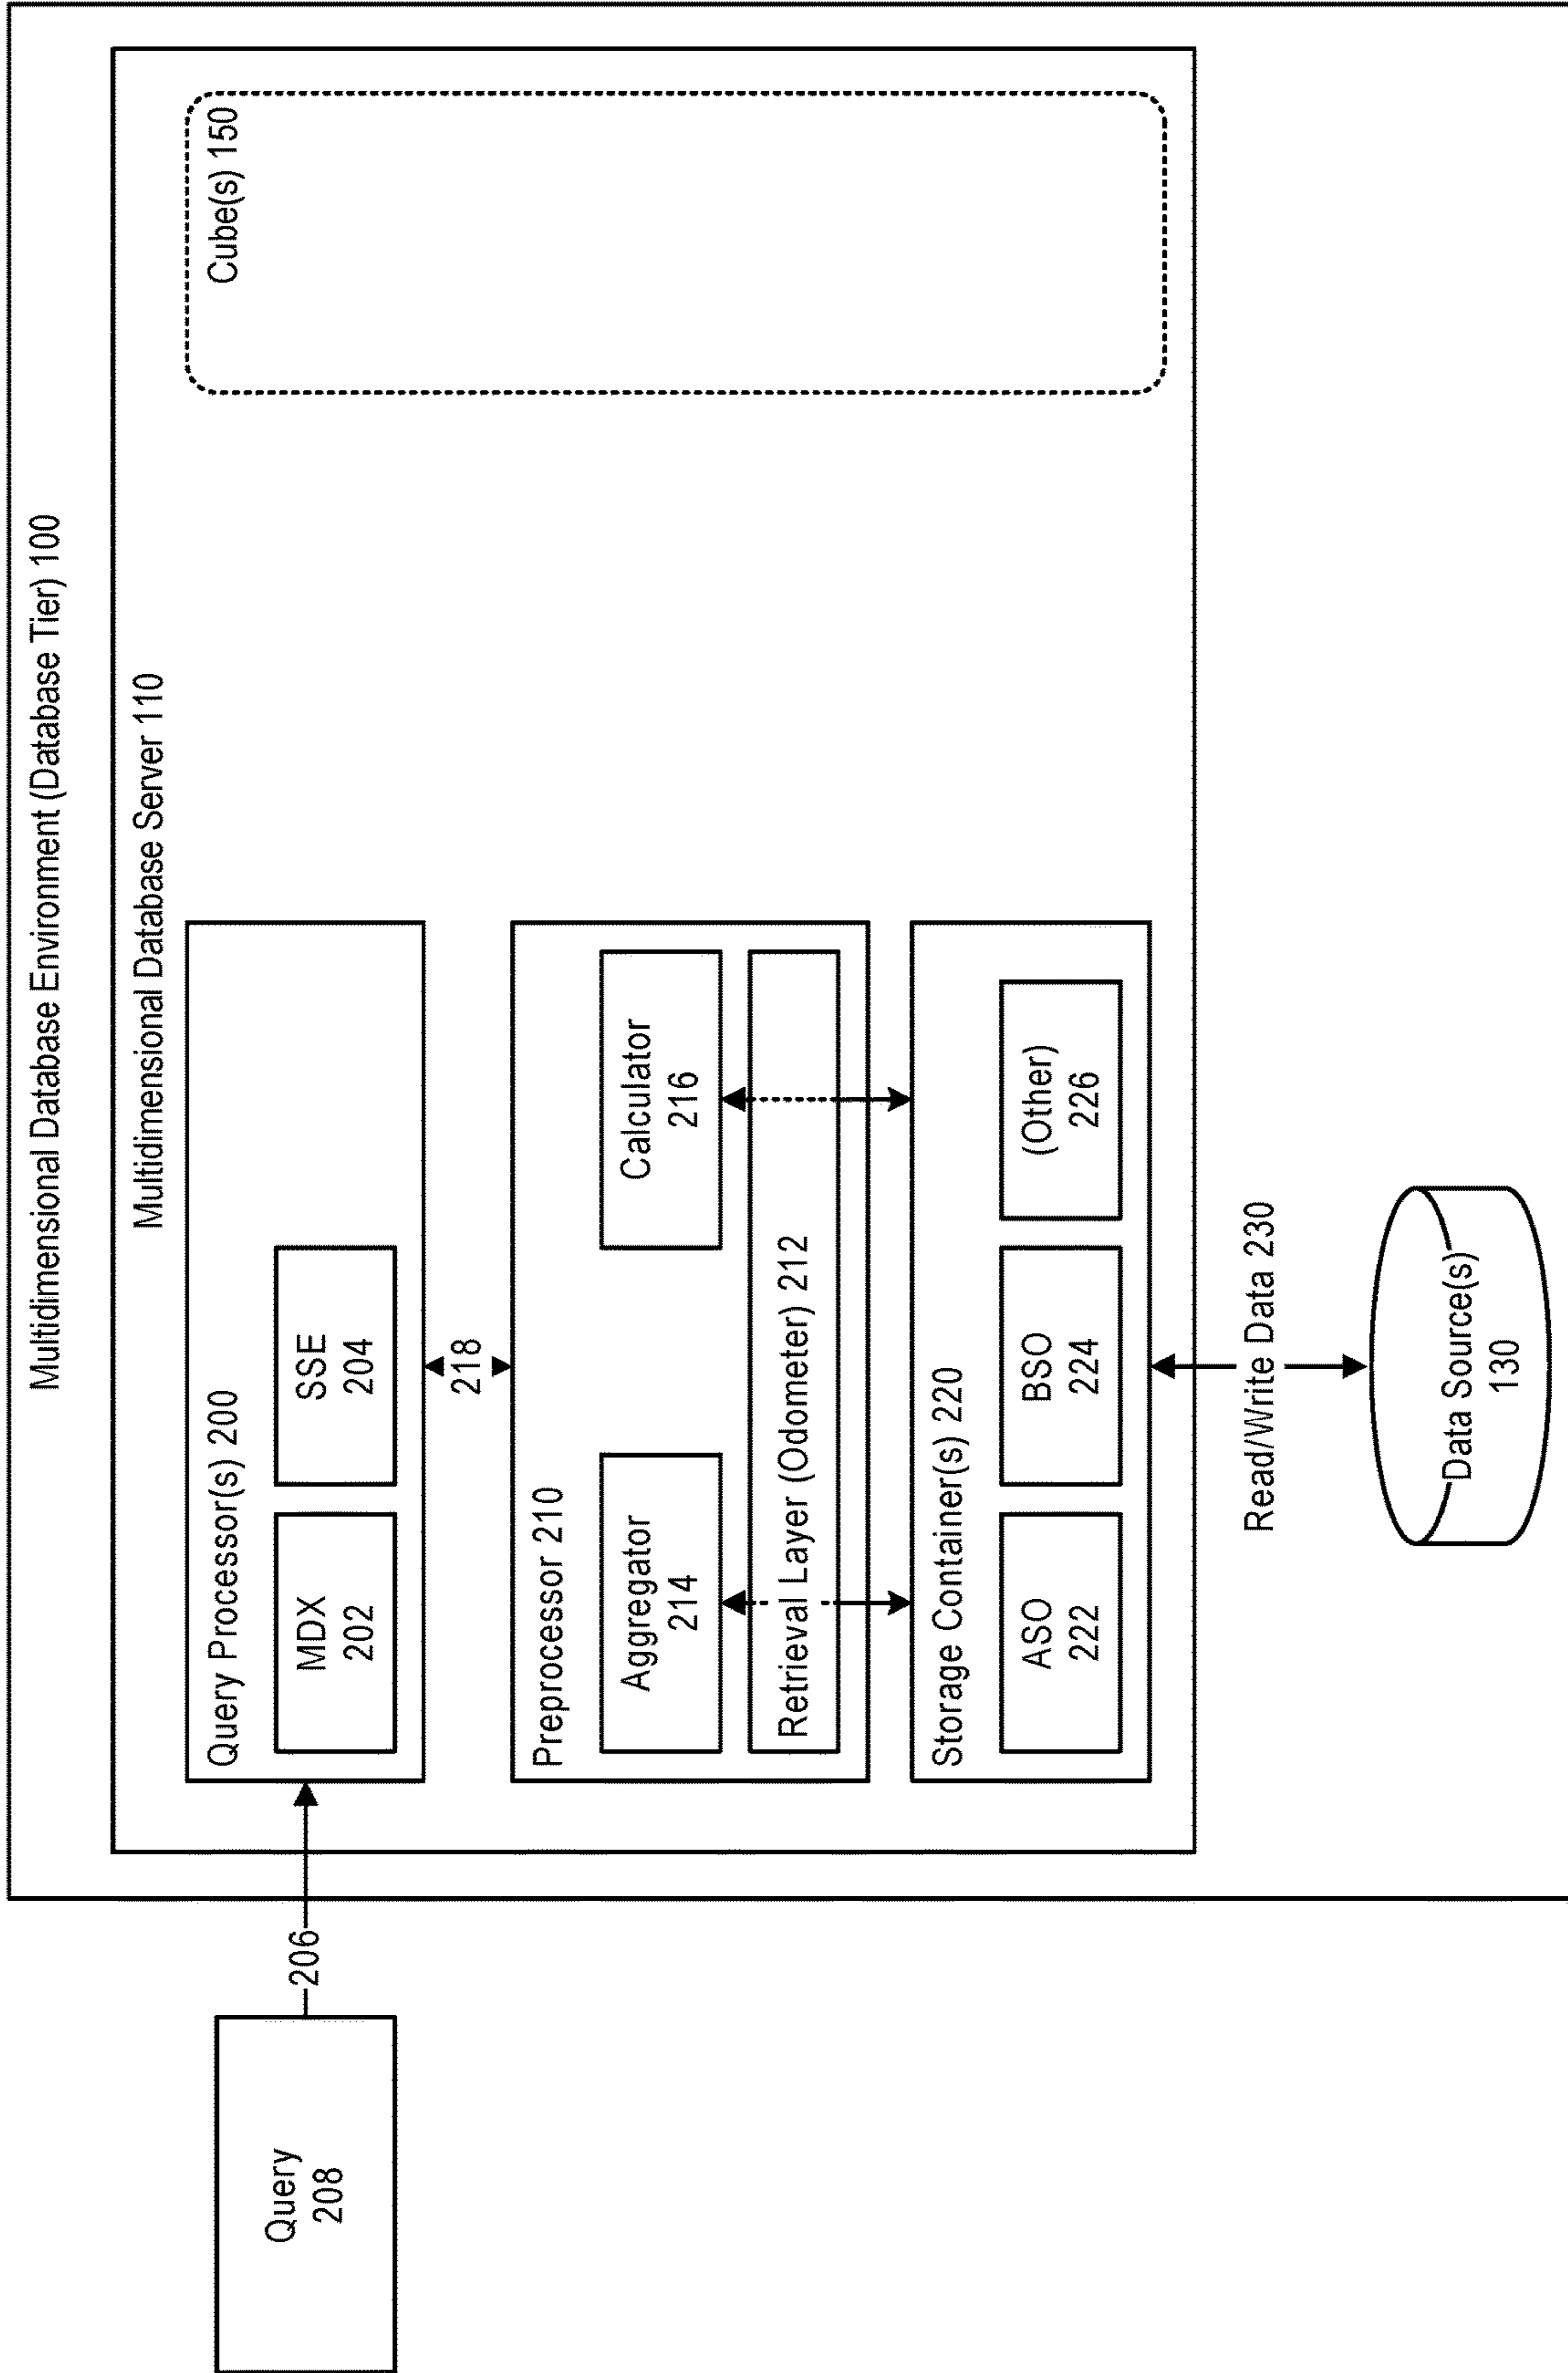 Multidimensional Database Environment (Database Tier) 100
Multidimensional Database Server 110
Query
208
206
Query Processor(s) 200
MDX
202
SSE
204
218
Preprocessor 210
Aggregator
214
Calculator
216
Retrieval Layer (Odometer) 212
Storage Container(s) 220
ASO
222
BSO
224
(Other)
226
Cube(s) 150
Read/Write Data 230
Data Source(s)
130